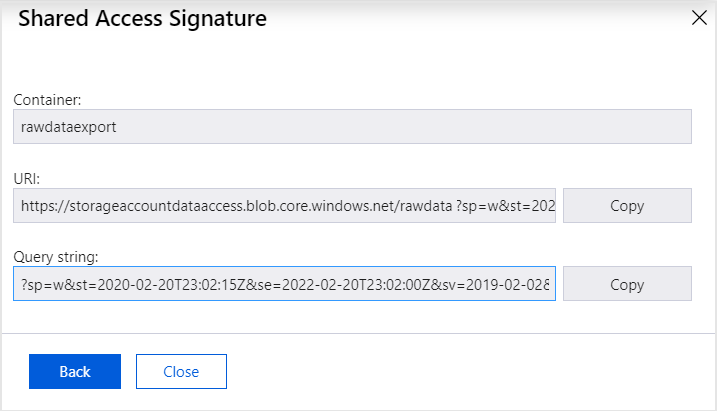 Shared Access Signature
Container:
rawdataexport
URI:
https://storageaccountdataaccess.blob.core.windows.net/rawdata ?sp=w&st=202
Copy
Query string:
?sp=w&st=2020-02-20T23:02:15Z&se=2022-02-20T23:02:00Z&sv=2019-02-02&
Copy
Back
Close